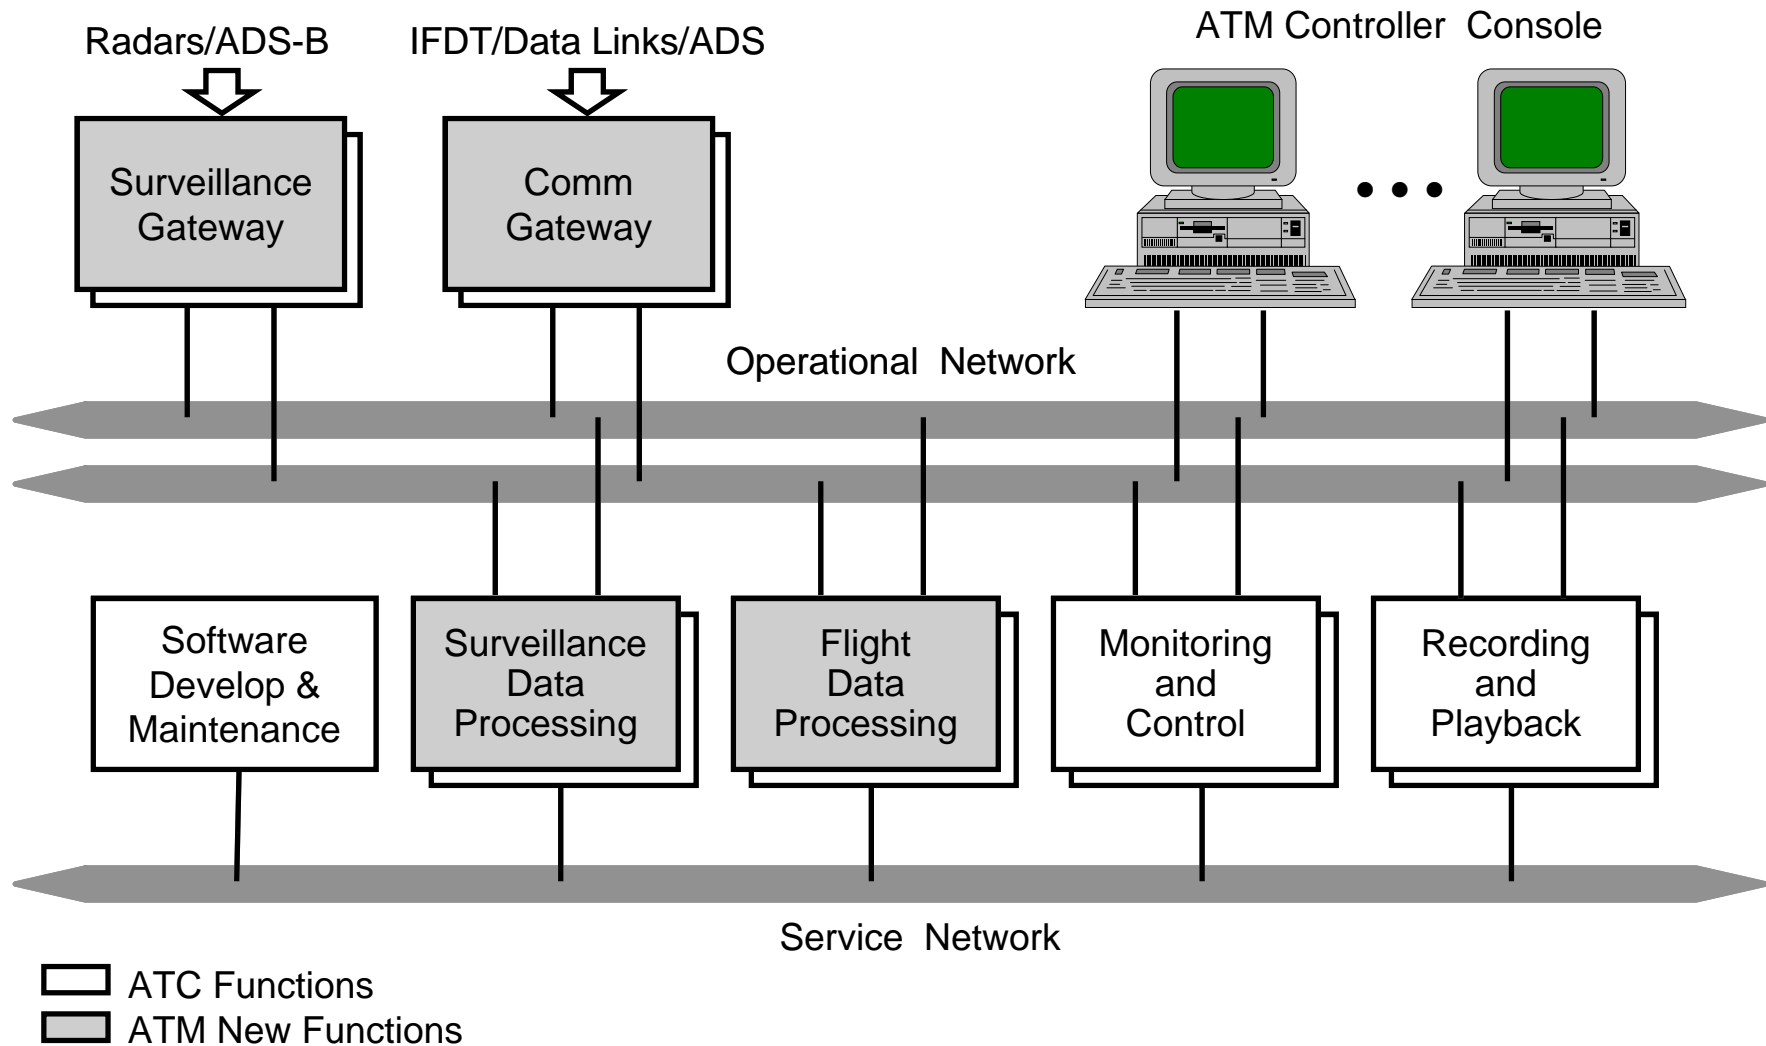 Radars/ADS-B
IFDT/Data Links/ADS
ATM Controller Console
Surveillance
Gateway
Comm
Gateway
Operational Network
Software
Develop &
Maintenance
Surveillance
Data
Processing
Flight
Data
Processing
Monitoring
and
Control
Recording
and
Playback
Service Network
ATC Functions
ATM New Functions